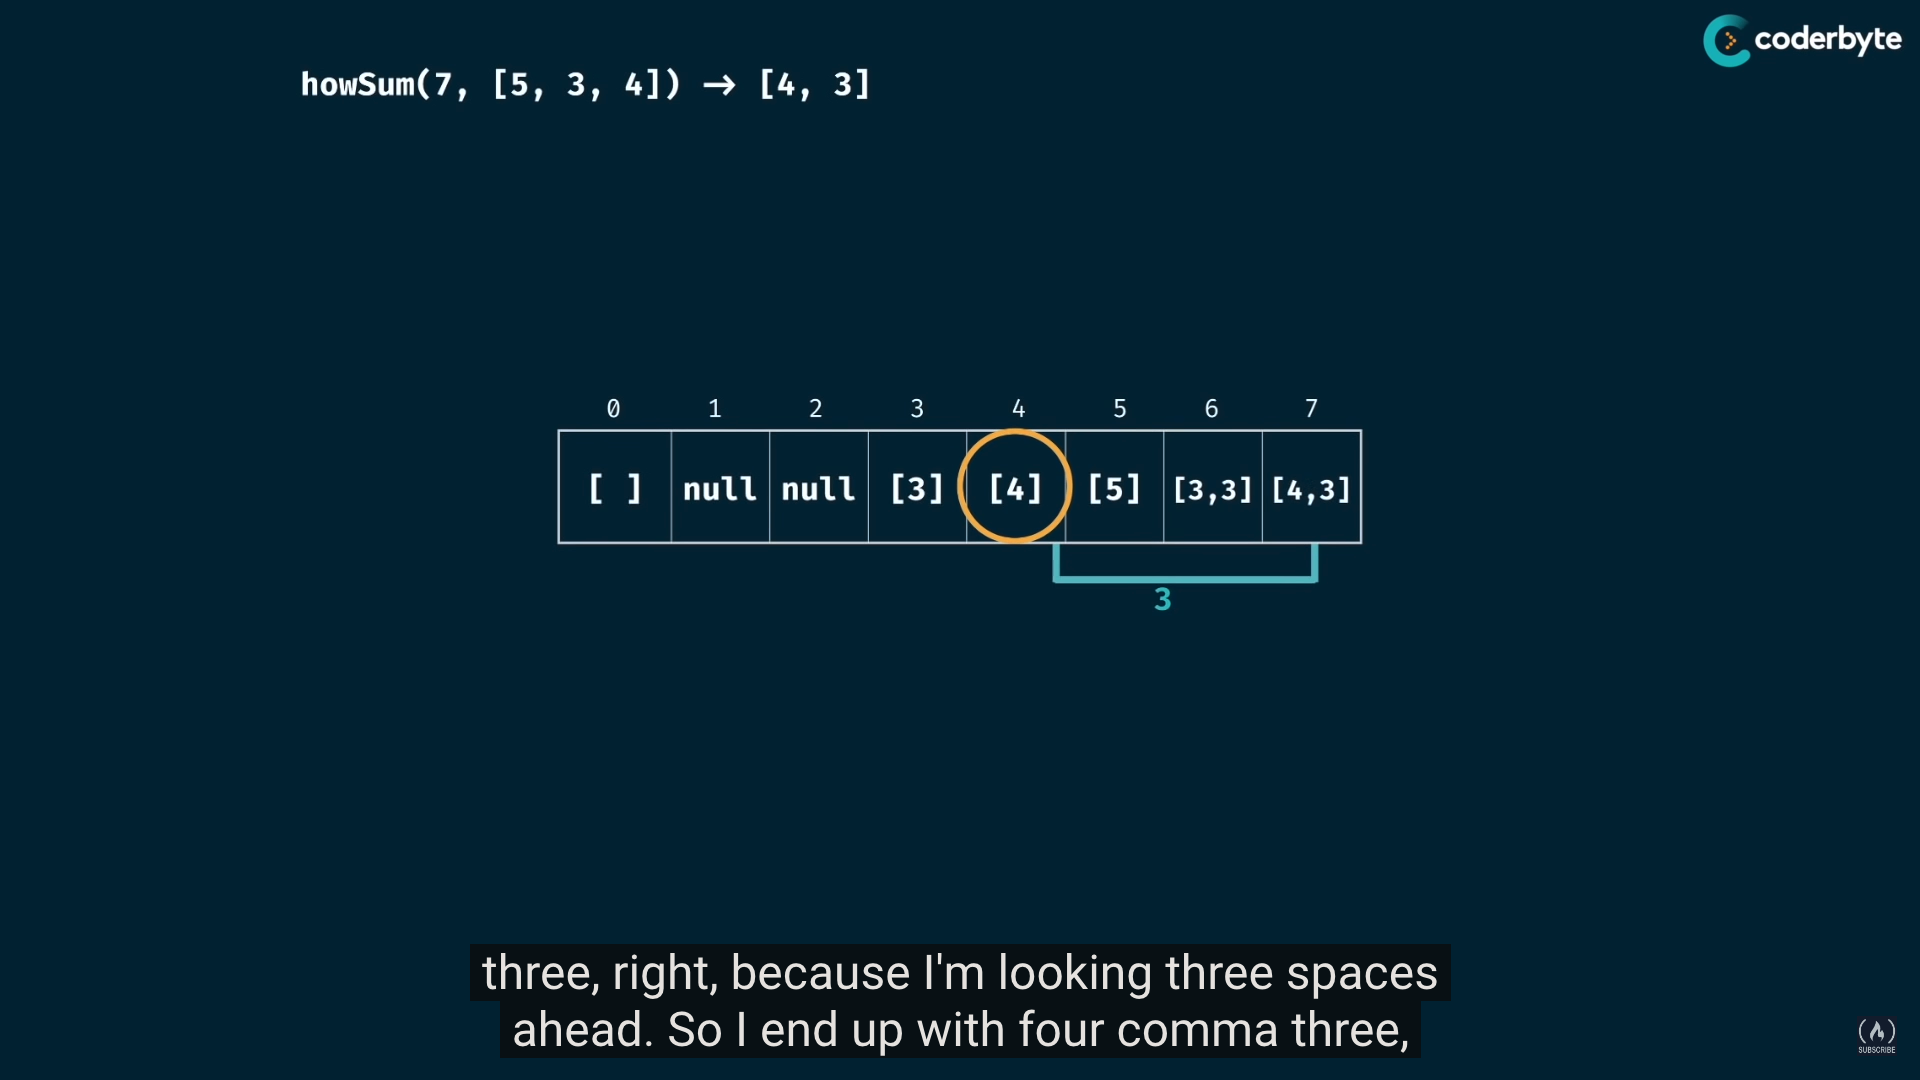 coderbyte
howSum(7, [5, 3, 4]) → [4, 3]
0 1 2 3 4 5 6 7
[ ] null null [3] [4] [5] [3,3] [4,3]
3
three, right, because I'm looking three spaces
ahead. So I end up with four comma three,
SUBSCRIBE